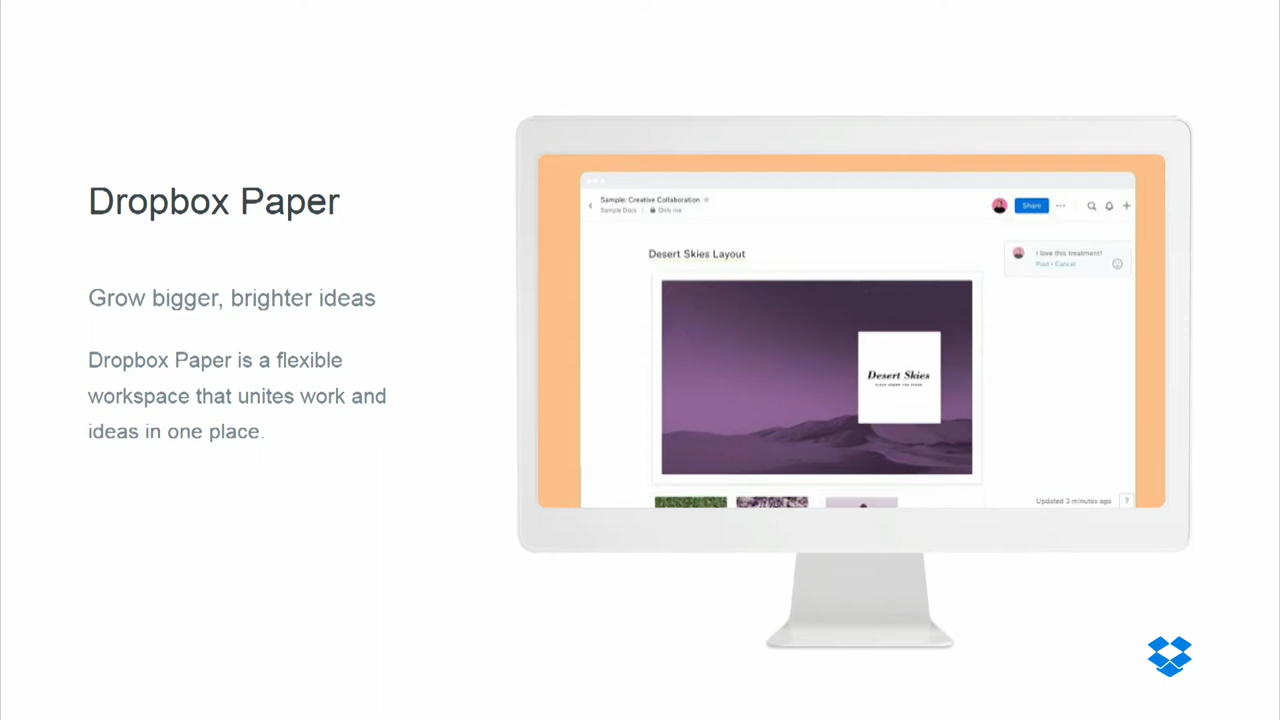 Dropbox Paper
Grow bigger, brighter ideas
Dropbox Paper is a flexible
workspace that unites work and
ideas in one place.
Sample: Creative Collaboration
Sample Docs Only me
Share
Desert Skies Layout
I love this treatment!
Post • Cancel
Desert Skies
Updated 3 minutes ago ?